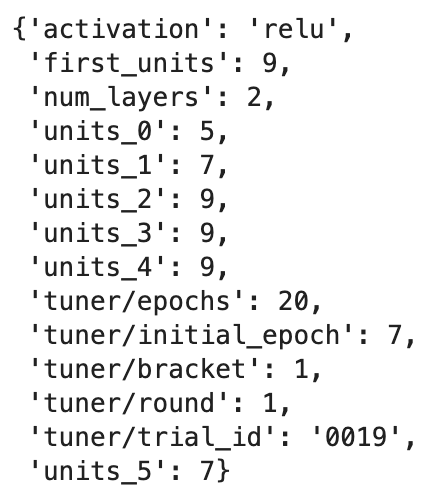 {'activation': 'relu',
 'first_units': 9,
 'num_layers': 2,
 'units_0': 5,
 'units_1': 7,
 'units_2': 9,
 'units_3': 9,
 'units_4': 9,
 'tuner/epochs': 20,
 'tuner/initial_epoch': 7,
 'tuner/bracket': 1,
 'tuner/round': 1,
 'tuner/trial_id': '0019',
 'units_5': 7}